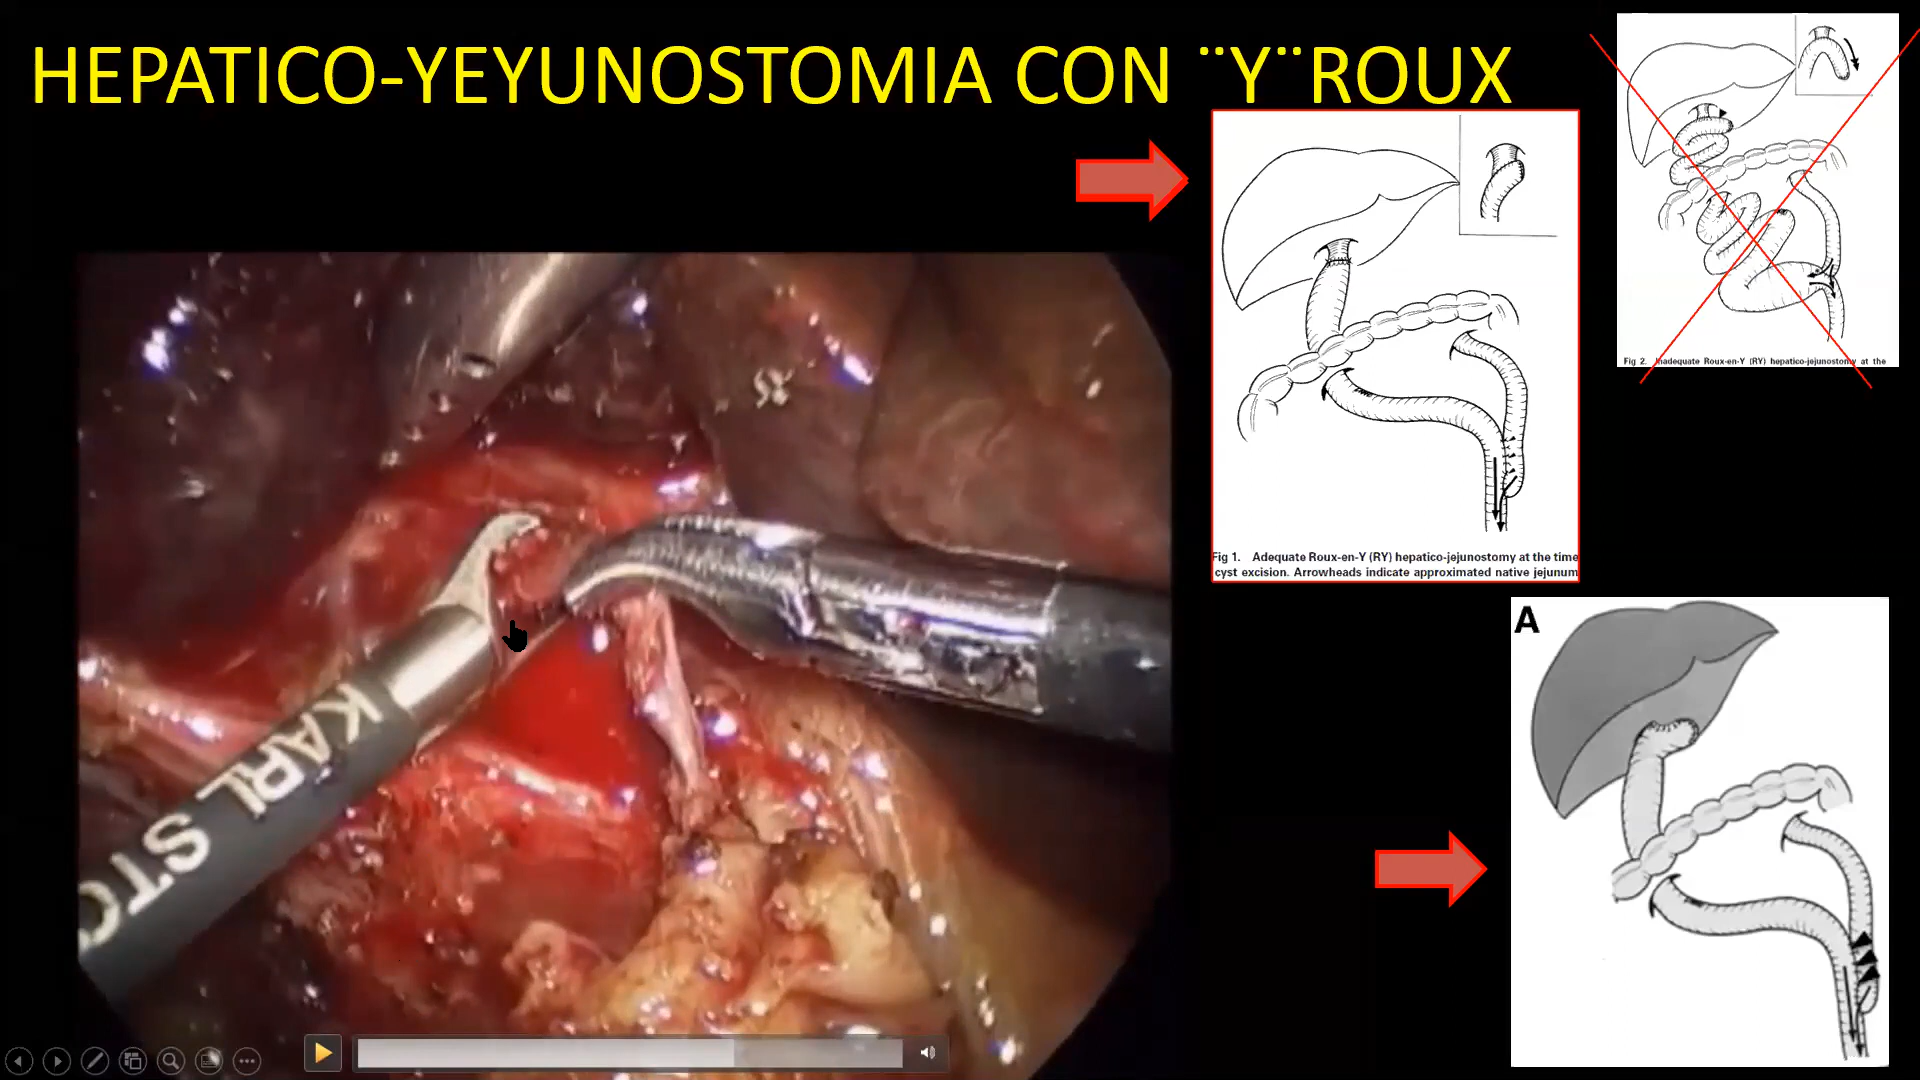 HEPATICO-YEYUNOSTOMIA CON ¨Y¨ROUX
Fig 2. Inadequate Roux-en-Y (RY) hepatico-jejunostomy at the
Fig 1. Adequate Roux-en-Y (RY) hepatico-jejunostomy at the time
cyst excision. Arrowheads indicate approximated native jejunum
A
KARL STO